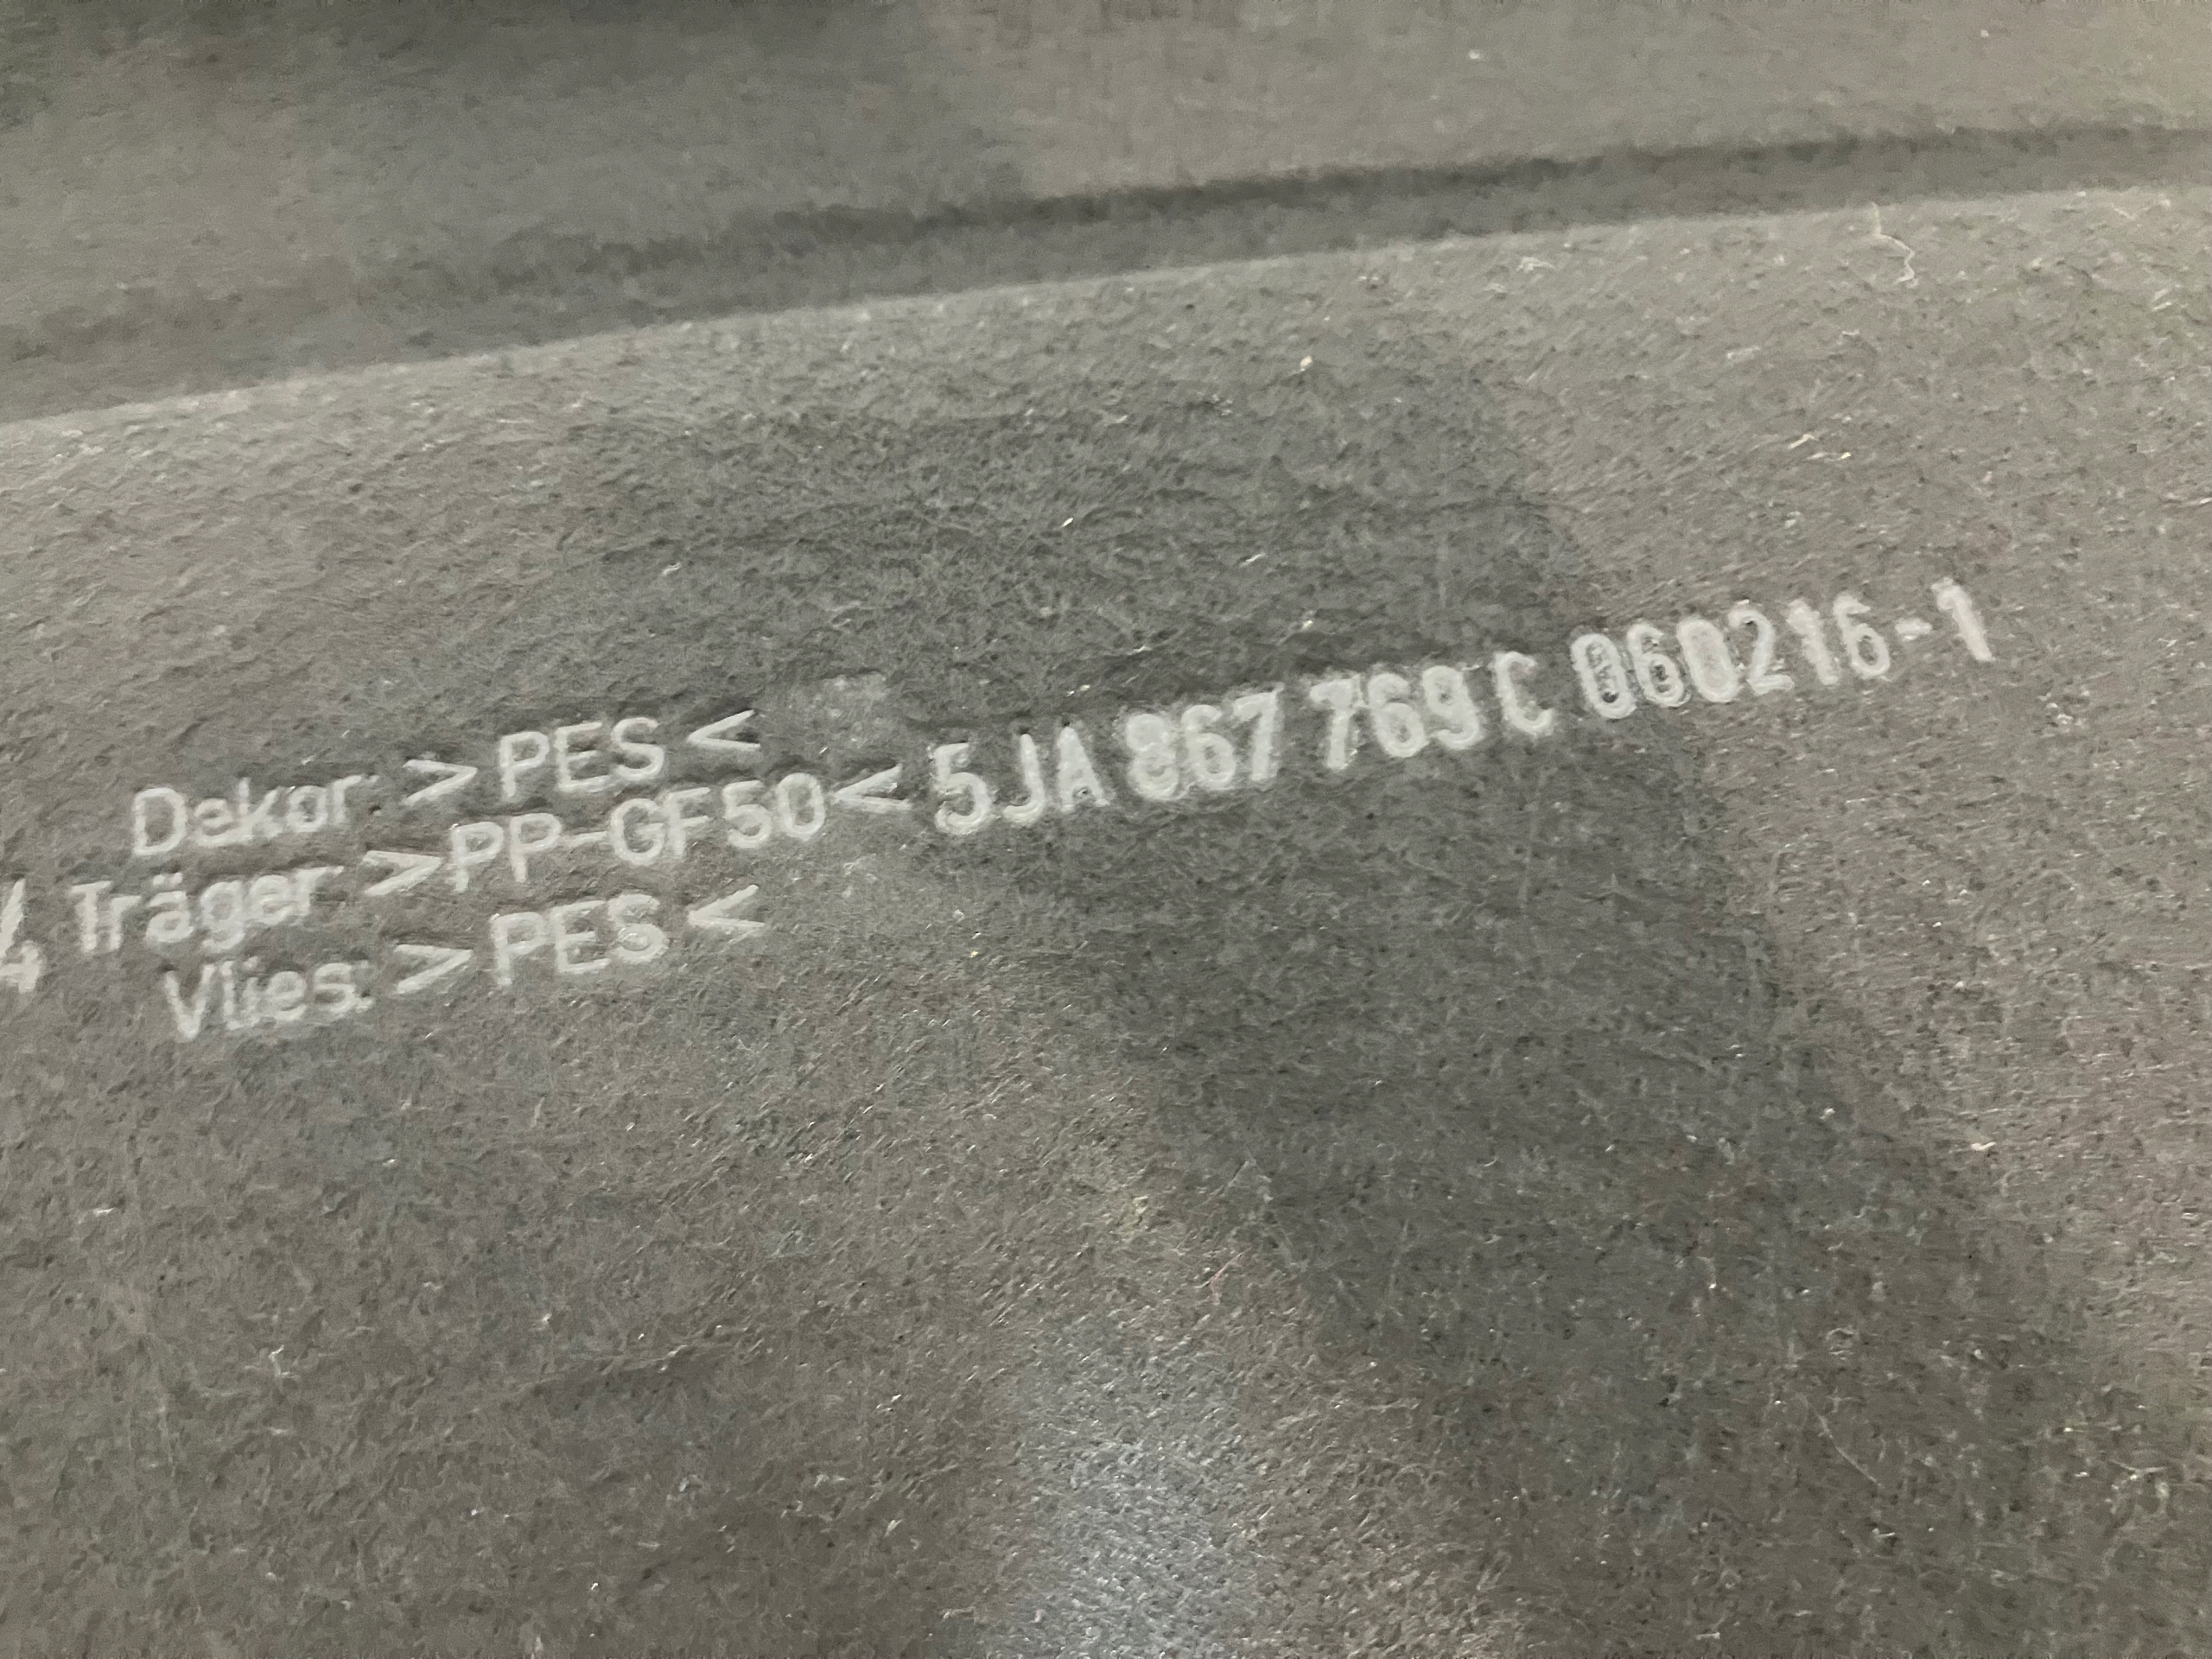 Dekor >PES<
Träger >PP-GF50< 5JA 867 769 C 060216-1
Vlies: >PES<